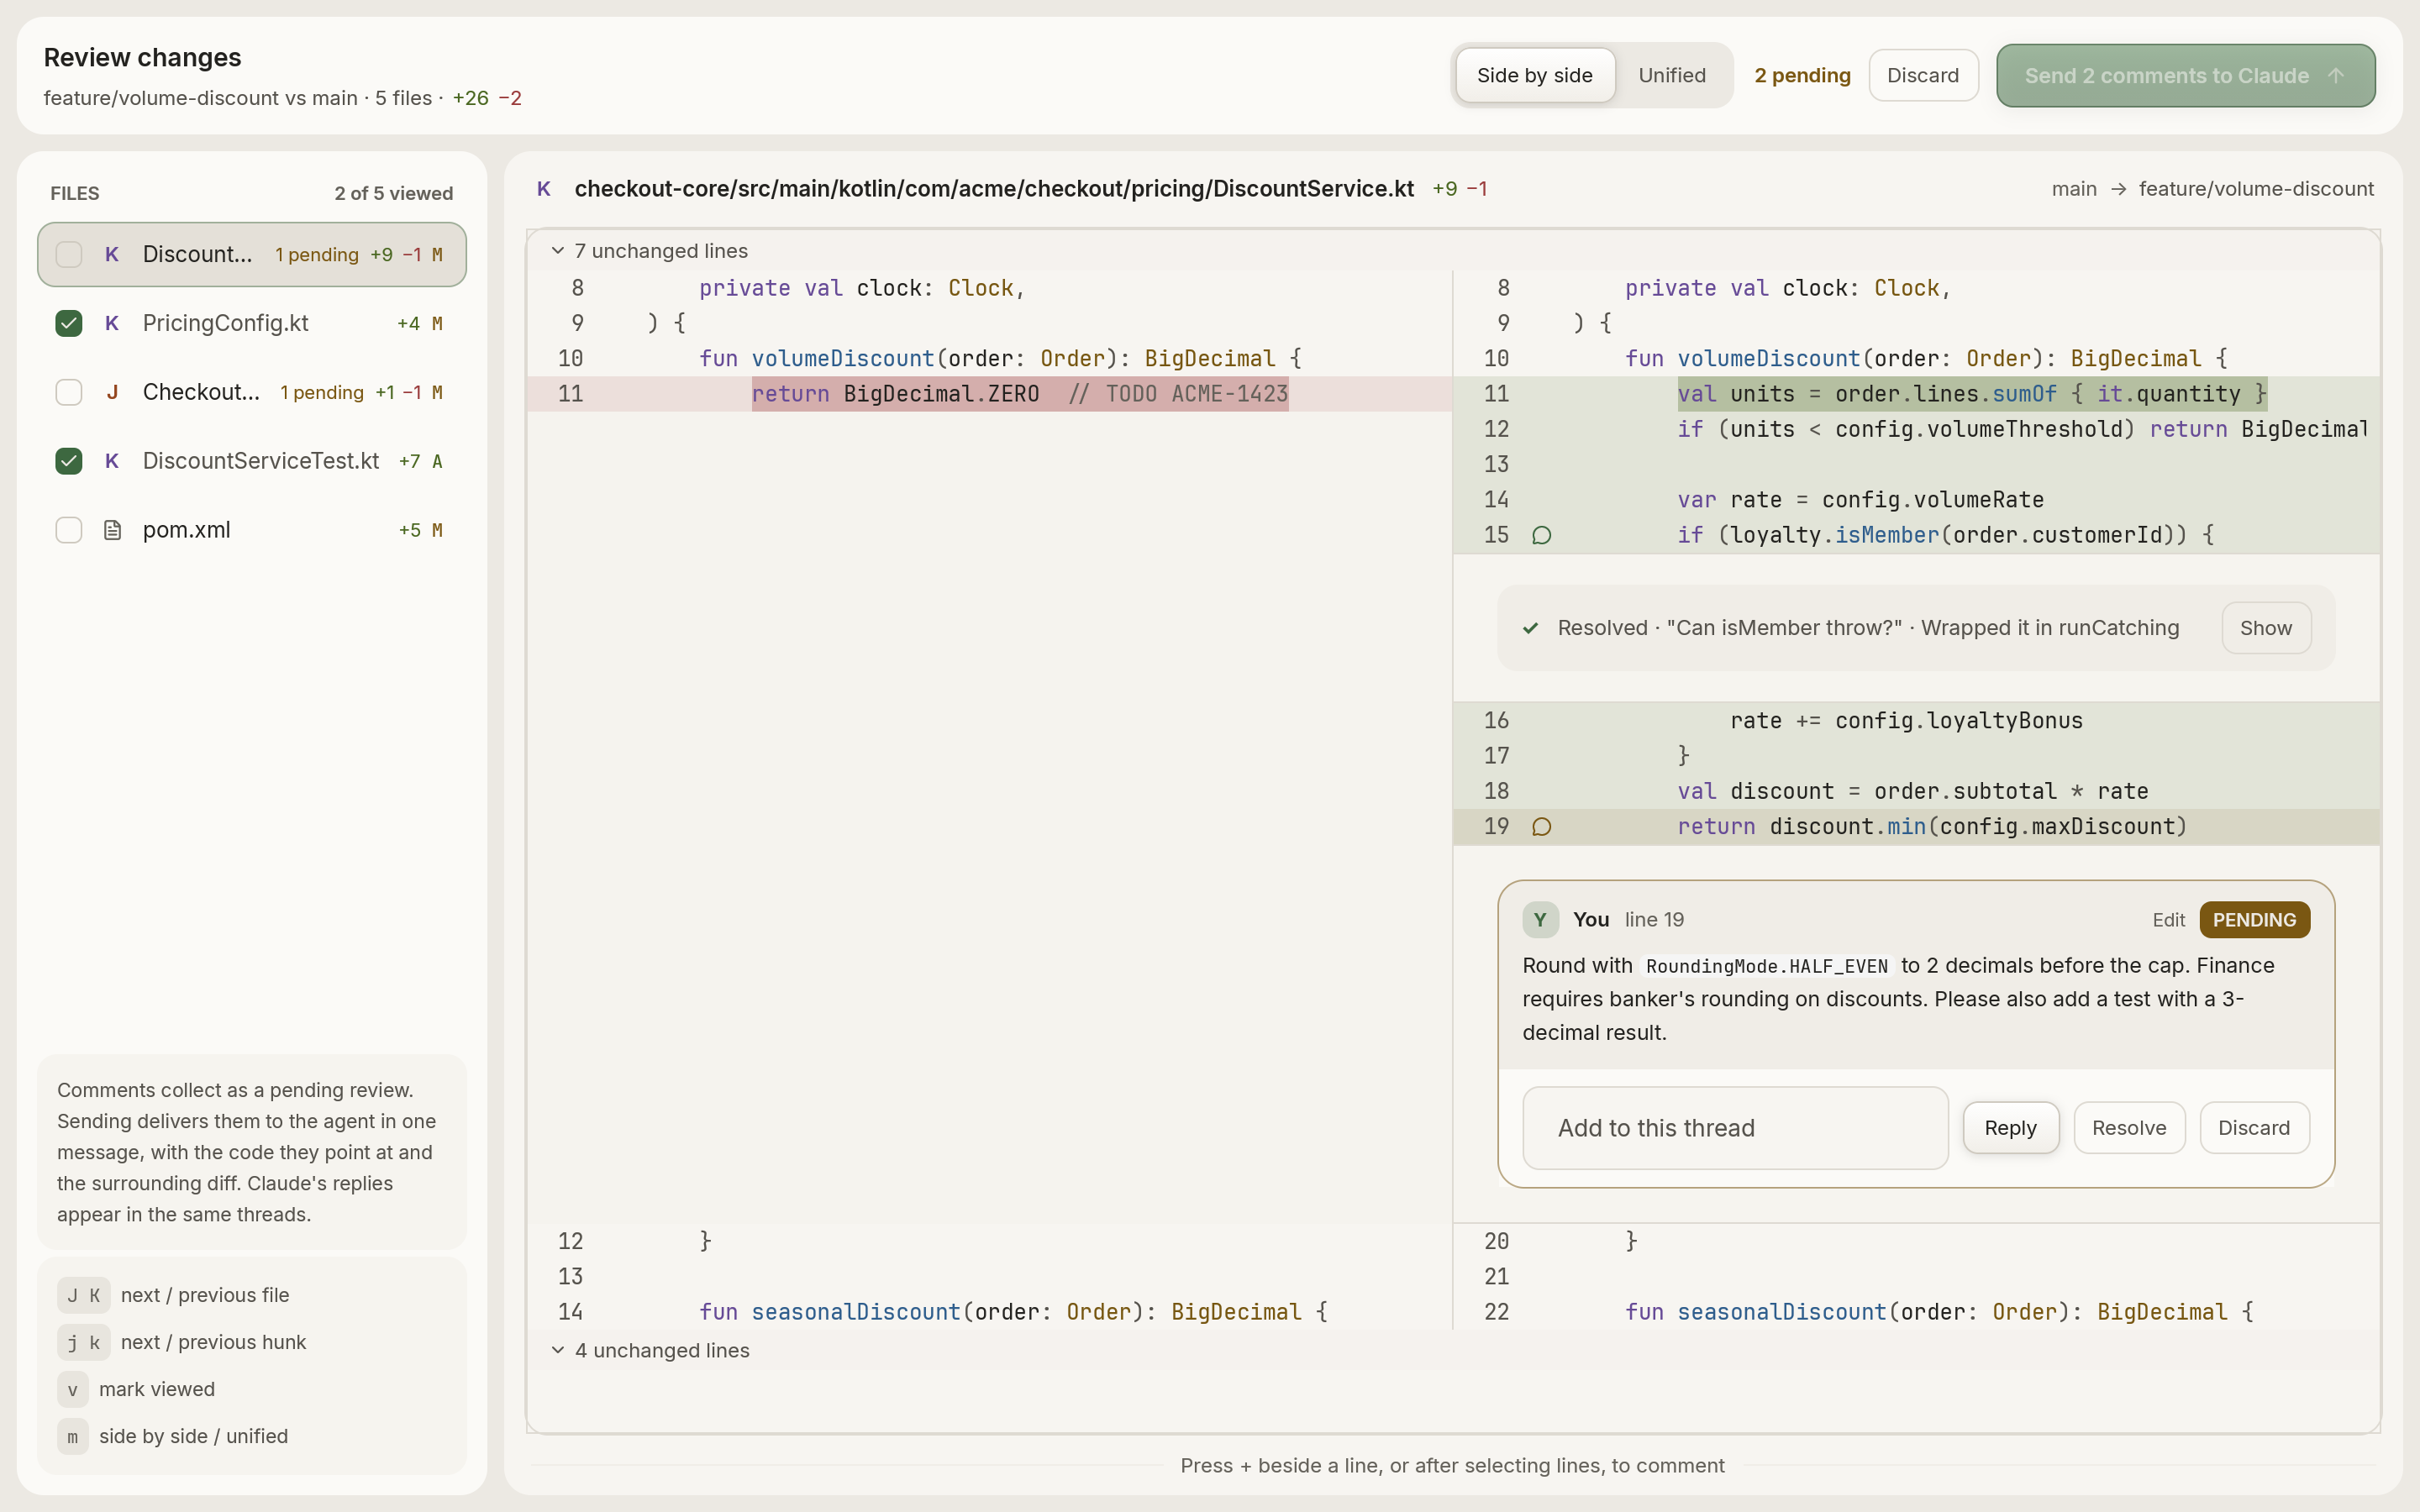 Review changes
feature/volume-discount vs main · 5 files · +26 −2
Side by side
Unified
2 pending
Discard
Send 2 comments to Claude ↑
FILES
2 of 5 viewed
K Discount... 1 pending +9 −1 M
K PricingConfig.kt +4 M
J Checkout... 1 pending +1 −1 M
K DiscountServiceTest.kt +7 A
pom.xml +5 M
Comments collect as a pending review.
Sending delivers them to the agent in one
message, with the code they point at and
the surrounding diff. Claude's replies
appear in the same threads.
J K next / previous file
j k next / previous hunk
v mark viewed
m side by side / unified
K checkout-core/src/main/kotlin/com/acme/checkout/pricing/DiscountService.kt +9 −1
main → feature/volume-discount
7 unchanged lines
8 private val clock: Clock,
9 ) {
10 fun volumeDiscount(order: Order): BigDecimal {
11 return BigDecimal.ZERO // TODO ACME-1423
12 }
13
14 fun seasonalDiscount(order: Order): BigDecimal {
8 private val clock: Clock,
9 ) {
10 fun volumeDiscount(order: Order): BigDecimal {
11 val units = order.lines.sumOf { it.quantity }
12 if (units < config.volumeThreshold) return BigDecimal
13
14 var rate = config.volumeRate
15 if (loyalty.isMember(order.customerId)) {
Resolved · "Can isMember throw?" · Wrapped it in runCatching
Show
16 rate += config.loyaltyBonus
17 }
18 val discount = order.subtotal * rate
19 return discount.min(config.maxDiscount)
Y You line 19
Edit
PENDING
Round with RoundingMode.HALF_EVEN to 2 decimals before the cap. Finance
requires banker's rounding on discounts. Please also add a test with a 3-
decimal result.
Add to this thread
Reply
Resolve
Discard
20 }
21
22 fun seasonalDiscount(order: Order): BigDecimal {
4 unchanged lines
Press + beside a line, or after selecting lines, to comment